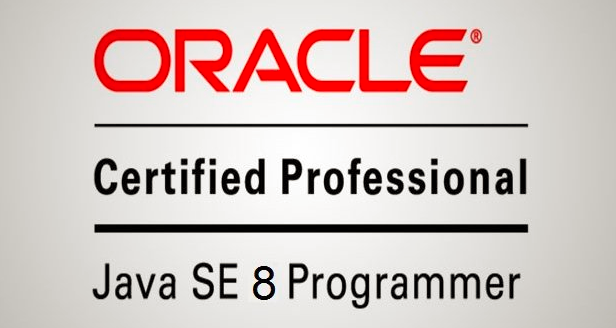 ORACLE®
Certified Professional
Java SE 8 Programmer